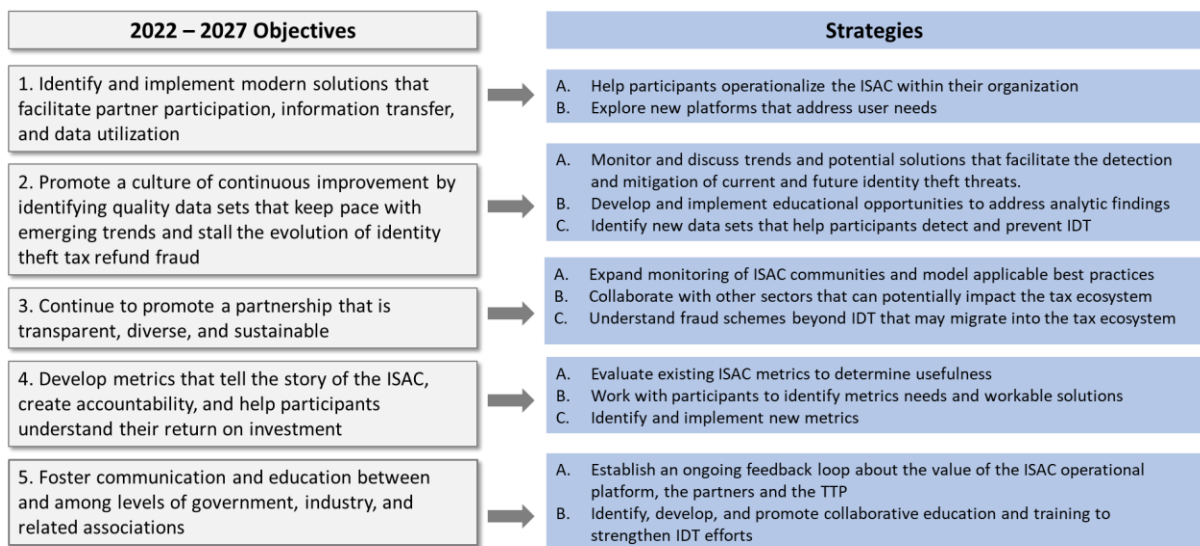 2022 – 2027 Objectives
Strategies
1. Identify and implement modern solutions that
facilitate partner participation, information transfer,
and data utilization
A. Help participants operationalize the ISAC within their organization
B. Explore new platforms that address user needs
2. Promote a culture of continuous improvement by
identifying quality data sets that keep pace with
emerging trends and stall the evolution of identity
theft tax refund fraud
A. Monitor and discuss trends and potential solutions that facilitate the detection
and mitigation of current and future identity theft threats.
B. Develop and implement educational opportunities to address analytic findings
C. Identify new data sets that help participants detect and prevent IDT
3. Continue to promote a partnership that is
transparent, diverse, and sustainable
A. Expand monitoring of ISAC communities and model applicable best practices
B. Collaborate with other sectors that can potentially impact the tax ecosystem
C. Understand fraud schemes beyond IDT that may migrate into the tax ecosystem
4. Develop metrics that tell the story of the ISAC,
create accountability, and help participants
understand their return on investment
A. Evaluate existing ISAC metrics to determine usefulness
B. Work with participants to identify metrics needs and workable solutions
C. Identify and implement new metrics
5. Foster communication and education between
and among levels of government, industry, and
related associations
A. Establish an ongoing feedback loop about the value of the ISAC operational
platform, the partners and the TTP
B. Identify, develop, and promote collaborative education and training to
strengthen IDT efforts